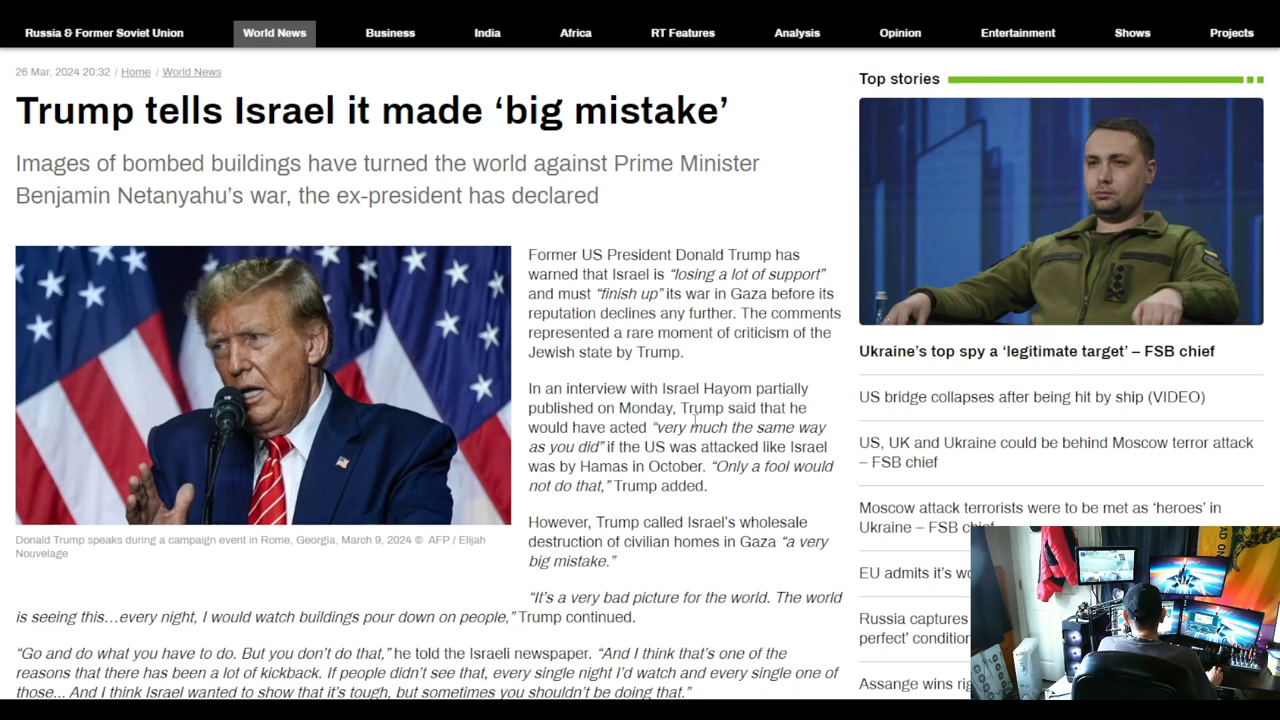 Russia & Former Soviet Union
World News
Business
India
Africa
RT Features
Analysis
Opinion
Entertainment
Shows
Projects
26 Mar, 2024 20:32 / Home / World News
Trump tells Israel it made ‘big mistake’
Images of bombed buildings have turned the world against Prime Minister
Benjamin Netanyahu’s war, the ex-president has declared
Donald Trump speaks during a campaign event in Rome, Georgia, March 9, 2024 © AFP / Elijah
Nouvelage
Former US President Donald Trump has
warned that Israel is “losing a lot of support”
and must “finish up” its war in Gaza before its
reputation declines any further. The comments
represented a rare moment of criticism of the
Jewish state by Trump.
In an interview with Israel Hayom partially
published on Monday, Trump said that he
would have acted “very much the same way
as you did” if the US was attacked like Israel
was by Hamas in October. “Only a fool would
not do that,” Trump added.
However, Trump called Israel’s wholesale
destruction of civilian homes in Gaza “a very
big mistake.”
“It’s a very bad picture for the world. The world
is seeing this…every night, I would watch buildings pour down on people,” Trump continued.
“Go and do what you have to do. But you don’t do that,” he told the Israeli newspaper. “And I think that’s one of the
reasons that there has been a lot of kickback. If people didn’t see that, every single night I’d watch and every single one of
those… And I think Israel wanted to show that it’s tough, but sometimes you shouldn’t be doing that.”
Top stories
Ukraine’s top spy a ‘legitimate target’ – FSB chief
US bridge collapses after being hit by ship (VIDEO)
US, UK and Ukraine could be behind Moscow terror attack
– FSB chief
Moscow attack terrorists were to be met as ‘heroes’ in
Ukraine – FSB chief
EU admits it’s
Russia captures
perfect’ condition
Assange wins